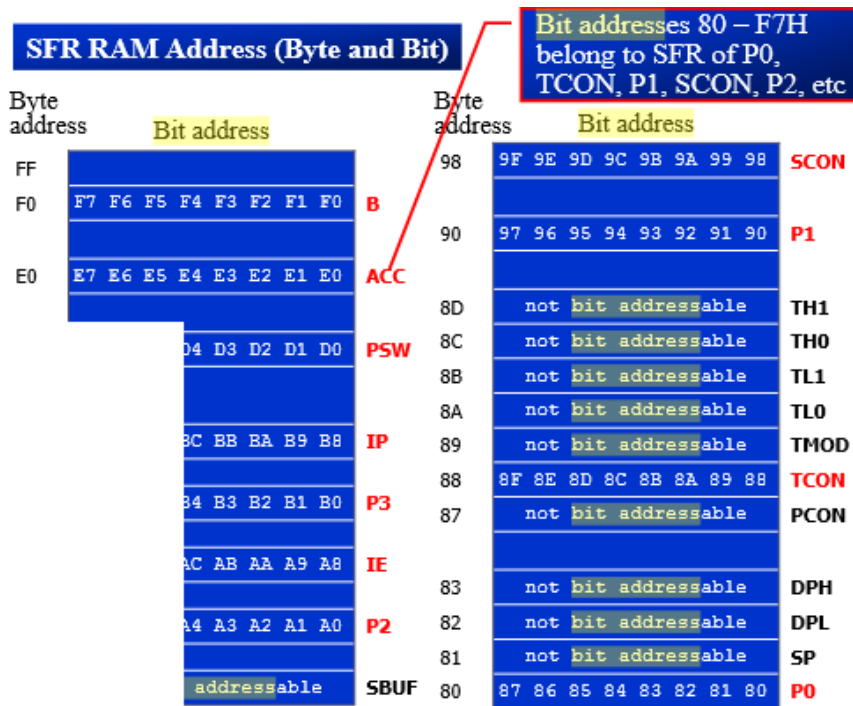 SFR RAM Address (Byte and Bit)
Bit addresses 80 – F7H
belong to SFR of P0,
TCON, P1, SCON, P2, etc
Byte
address
Bit address
FF
F0 F7 F6 F5 F4 F3 F2 F1 F0 B
E0 E7 E6 E5 E4 E3 E2 E1 E0 ACC
D4 D3 D2 D1 D0 PSW
BC BB BA B9 B8 IP
B4 B3 B2 B1 B0 P3
AC AB AA A9 A8 IE
A4 A3 A2 A1 A0 P2
addressable SBUF
Byte
address
Bit address
98 9F 9E 9D 9C 9B 9A 99 98 SCON
90 97 96 95 94 93 92 91 90 P1
8D not bit addressable TH1
8C not bit addressable TH0
8B not bit addressable TL1
8A not bit addressable TL0
89 not bit addressable TMOD
88 8F 8E 8D 8C 8B 8A 89 88 TCON
87 not bit addressable PCON
83 not bit addressable DPH
82 not bit addressable DPL
81 not bit addressable SP
80 87 86 85 84 83 82 81 80 P0